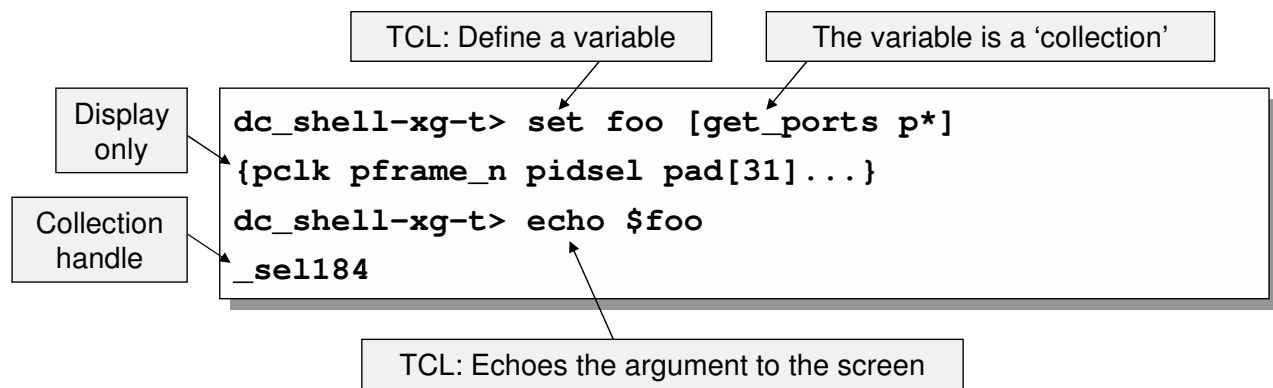 TCL: Define a variable
The variable is a ‘collection’
Display
only
dc_shell-xg-t> set foo [get_ports p*]
{pclk pframe_n pidsel pad[31]...}
Collection
handle
dc_shell-xg-t> echo $foo
_sel184
TCL: Echoes the argument to the screen